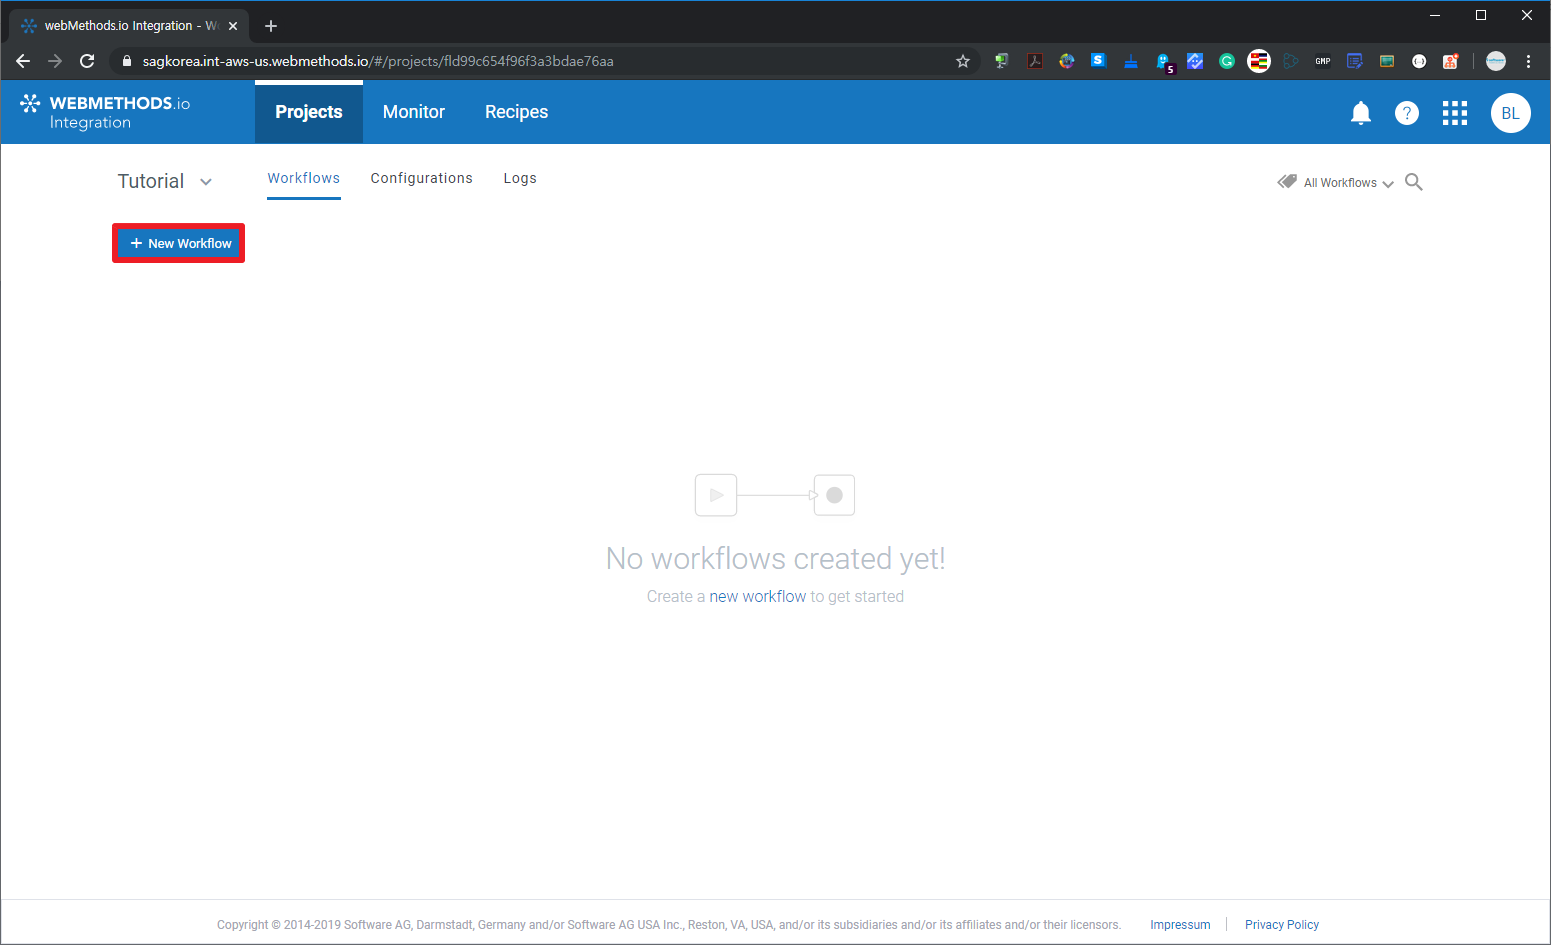 webMethods.io Integration - W
sagkorea.int-aws-us.webmethods.io/#/projects/fld99c654f96f3a3bdae76aa
S
5
G
GMP
WEBMETHODS.io
Integration
Projects
Monitor
Recipes
?
BL
Tutorial
Workflows
Configurations
Logs
All Workflows
+ New Workflow
No workflows created yet!
Create a new workflow to get started
Copyright © 2014-2019 Software AG, Darmstadt, Germany and/or Software AG USA Inc., Reston, VA, USA, and/or its subsidiaries and/or its affiliates and/or their licensors.
Impressum
Privacy Policy